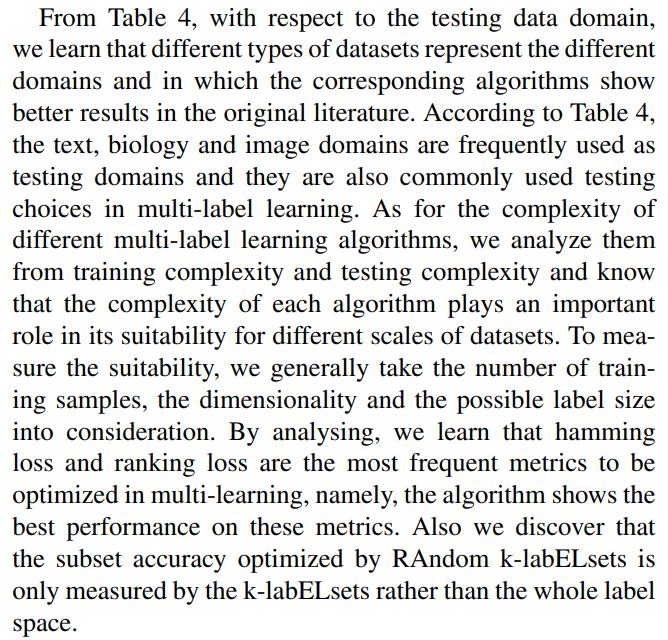 From Table 4, with respect to the testing data domain,
we learn that different types of datasets represent the different
domains and in which the corresponding algorithms show
better results in the original literature. According to Table 4,
the text, biology and image domains are frequently used as
testing domains and they are also commonly used testing
choices in multi-label learning. As for the complexity of
different multi-label learning algorithms, we analyze them
from training complexity and testing complexity and know
that the complexity of each algorithm plays an important
role in its suitability for different scales of datasets. To mea-
sure the suitability, we generally take the number of train-
ing samples, the dimensionality and the possible label size
into consideration. By analysing, we learn that hamming
loss and ranking loss are the most frequent metrics to be
optimized in multi-learning, namely, the algorithm shows the
best performance on these metrics. Also we discover that
the subset accuracy optimized by RAndom k-labELsets is
only measured by the k-labELsets rather than the whole label
space.